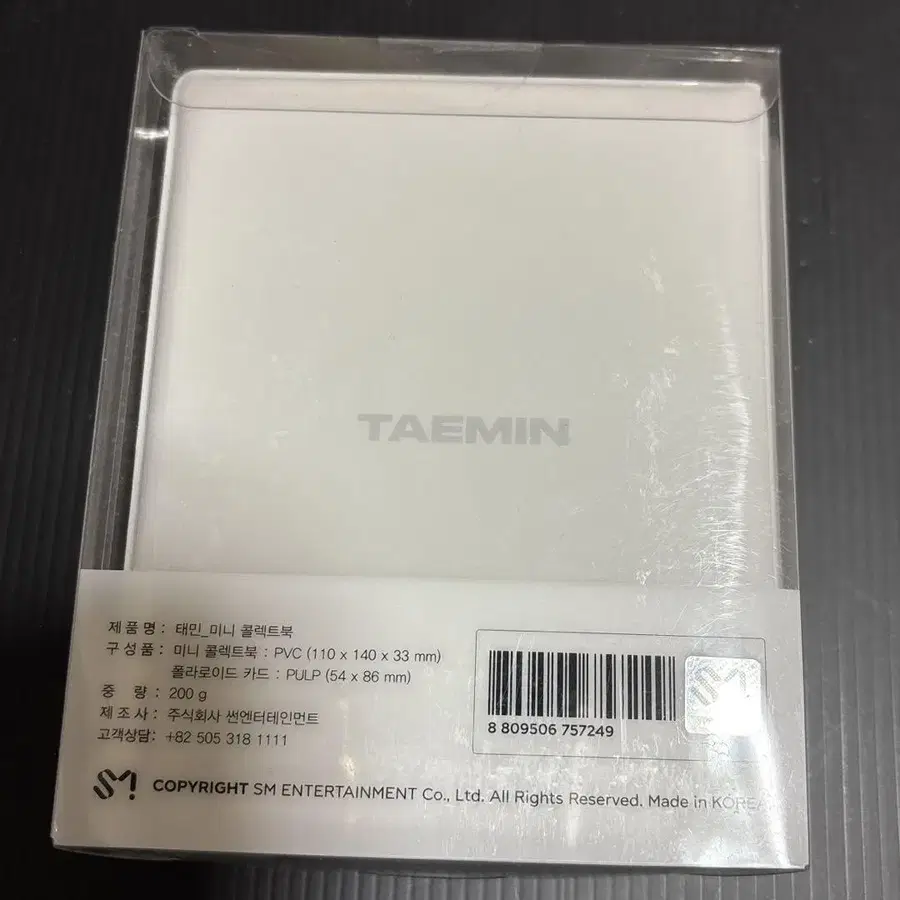 TAEMIN
제품명 : 태민_미니 콜렉트북
구성품 : 미니 콜렉트북 : PVC (110 x 140 x 33 mm)
폴라로이드 카드 : PULP (54 x 86 mm)
중 량 : 200 g
제조사 : 주식회사 썬엔터테인먼트
고객상담: +82 505 318 1111
8 809506 757249
SM
SM! COPYRIGHT SM ENTERTAINMENT Co., Ltd. All Rights Reserved. Made in KOREA